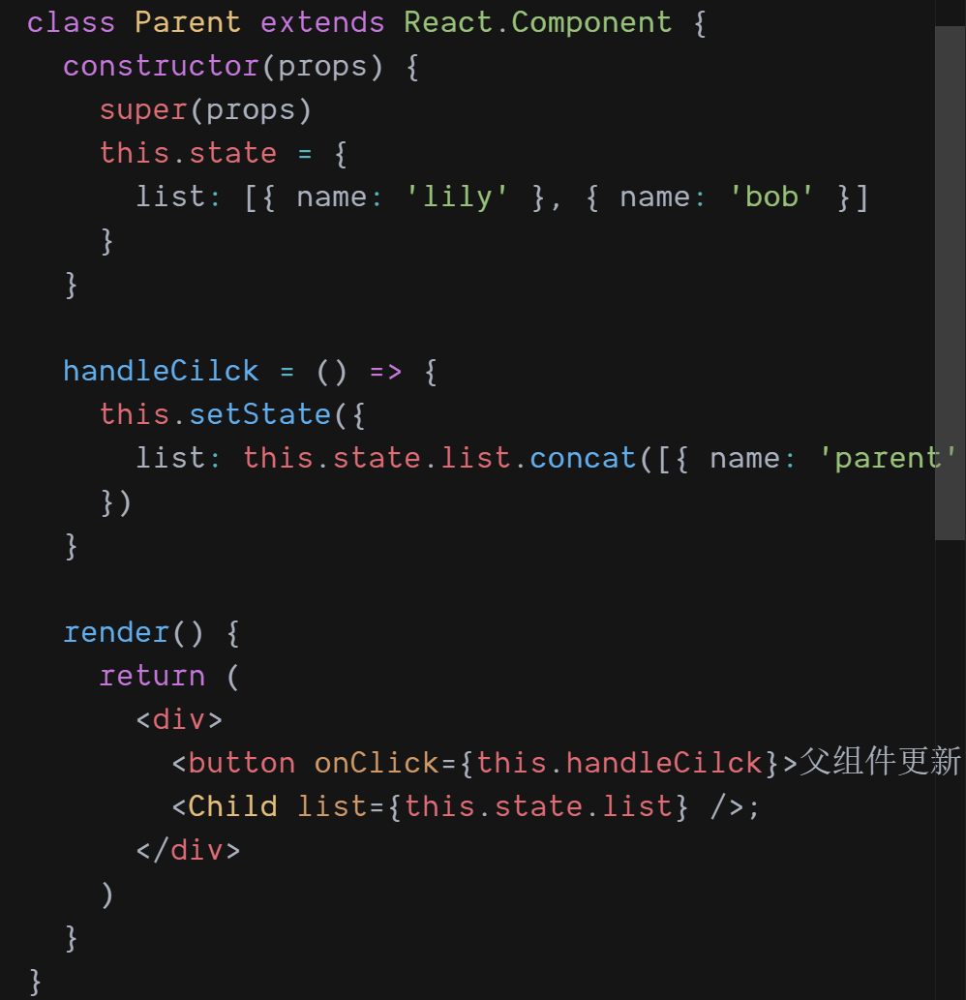 class Parent extends React.Component {
  constructor(props) {
    super(props)
    this.state = {
      list: [{ name: 'lily' }, { name: 'bob' }]
    }
  }

  handleCilck = () => {
    this.setState({
      list: this.state.list.concat([{ name: 'parent'
    })
  }

  render() {
    return (
      <div>
        <button onClick={this.handleCilck}>父组件更新
        <Child list={this.state.list} />;
      </div>
    )
  }
}